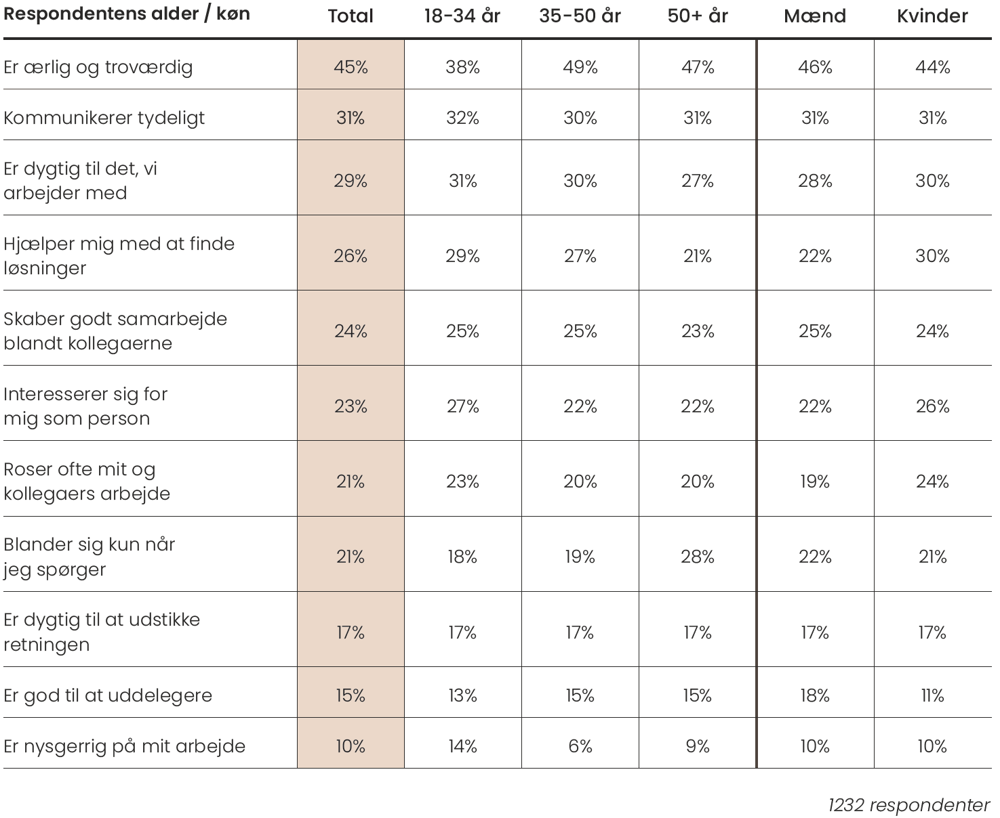 Respondentens alder / køn Total 18-34 år 35-50 år 50+ år Mænd Kvinder
Er ærlig og troværdig 45% 38% 49% 47% 46% 44%
Kommunikerer tydeligt 31% 32% 30% 31% 31% 31%
Er dygtig til det, vi
arbejder med 29% 31% 30% 27% 28% 30%
Hjælper mig med at finde
løsninger 26% 29% 27% 21% 22% 30%
Skaber godt samarbejde
blandt kollegaerne 24% 25% 25% 23% 25% 24%
Interesserer sig for
mig som person 23% 27% 22% 22% 22% 26%
Roser ofte mit og
kollegaers arbejde 21% 23% 20% 20% 19% 24%
Blander sig kun når
jeg spørger 21% 18% 19% 28% 22% 21%
Er dygtig til at udstikke
retningen 17% 17% 17% 17% 17% 17%
Er god til at uddelegere 15% 13% 15% 15% 18% 11%
Er nysgerrig på mit arbejde 10% 14% 6% 9% 10% 10%
1232 respondenter